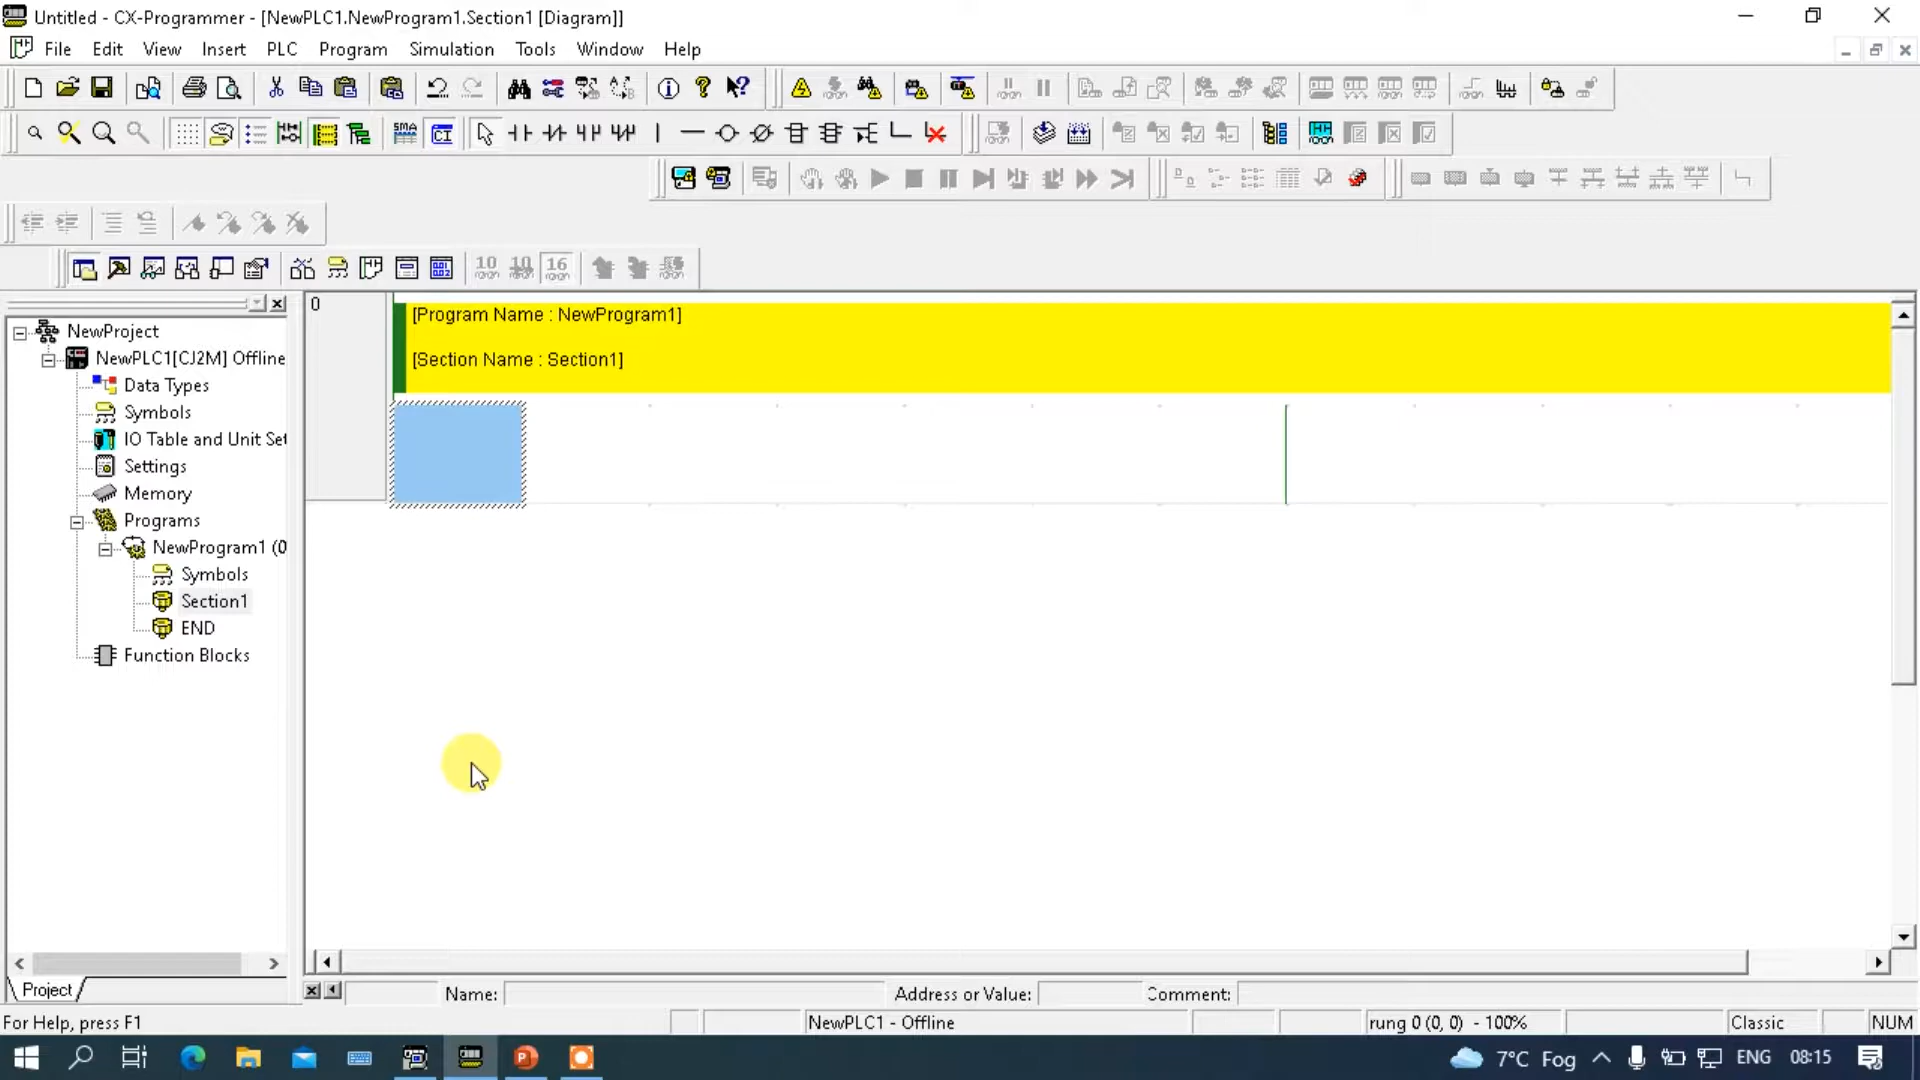 Untitled - CX-Programmer - [NewPLC1.NewProgram1.Section1 [Diagram]]
File Edit View Insert PLC Program Simulation Tools Window Help
10 10 16
NewProject
NewPLC1[CJ2M] Offline
Data Types
Symbols
IO Table and Unit Set
Settings
Memory
Programs
NewProgram1 (0
Symbols
Section1
END
Function Blocks
Project
0
[Program Name : NewProgram1]
[Section Name : Section1]
Name: Address or Value: Comment:
For Help, press F1 NewPLC1 - Offline rung 0 (0, 0) - 100% Classic NUM
7°C Fog ENG 08:15